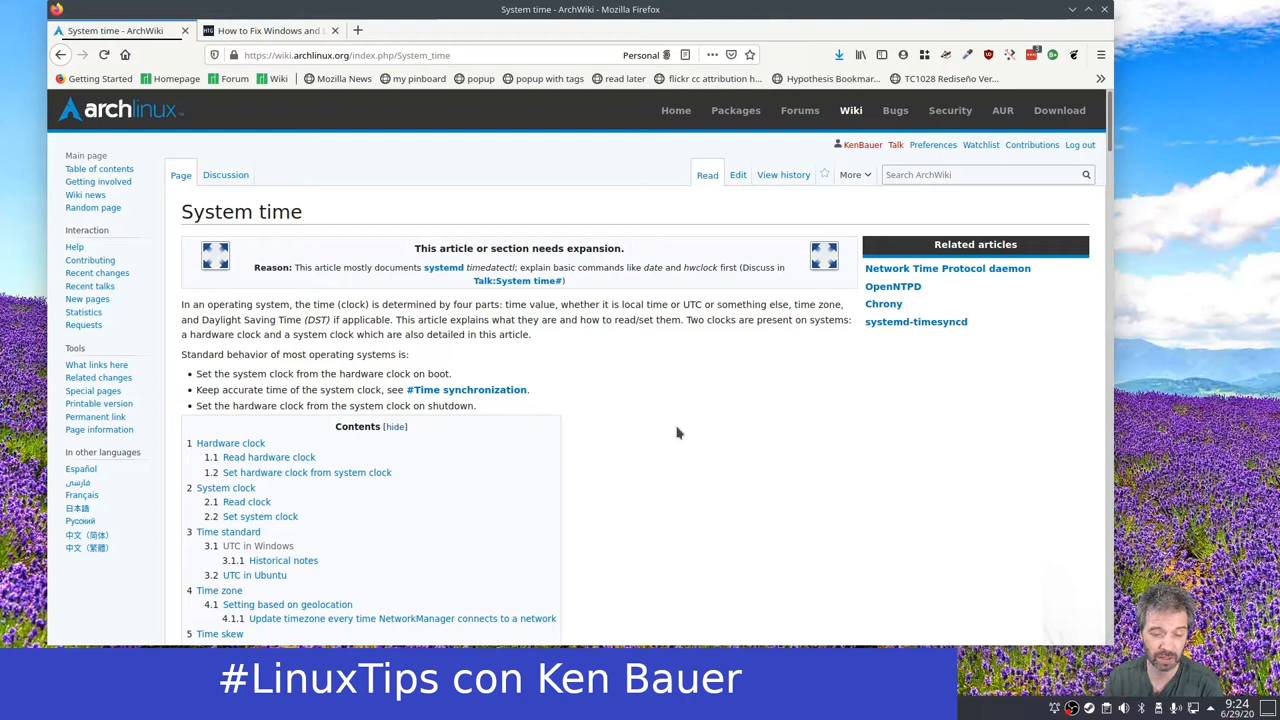 System time - ArchWiki - Mozilla Firefox
System time - ArchWiki
HTG How to Fix Windows and L
https://wiki.archlinux.org/index.php/System_time
Personal
3
Getting Started
Homepage
Forum
Wiki
Mozilla News
my pinboard
popup
popup with tags
read later
flickr cc attribution h...
Hypothesis Bookmar...
TC1028 Rediseño Ver...
archlinux
Home Packages Forums Wiki Bugs Security AUR Download
KenBauer Talk Preferences Watchlist Contributions Log out
Page Discussion
Read Edit View history More
Search ArchWiki
Main page
Table of contents
Getting involved
Wiki news
Random page
Interaction
Help
Contributing
Recent changes
Recent talks
New pages
Statistics
Requests
Tools
What links here
Related changes
Special pages
Printable version
Permanent link
Page information
In other languages
Español
فارسی
Français
日本語
Русский
中文（简体）
中文（繁體）
System time
This article or section needs expansion.
Reason: This article mostly documents systemd timedatectl; explain basic commands like date and hwclock first (Discuss in
Talk:System time#)
Related articles
Network Time Protocol daemon
OpenNTPD
Chrony
systemd-timesyncd
In an operating system, the time (clock) is determined by four parts: time value, whether it is local time or UTC or something else, time zone,
and Daylight Saving Time (DST) if applicable. This article explains what they are and how to read/set them. Two clocks are present on systems:
a hardware clock and a system clock which are also detailed in this article.
Standard behavior of most operating systems is:
• Set the system clock from the hardware clock on boot.
• Keep accurate time of the system clock, see #Time synchronization.
• Set the hardware clock from the system clock on shutdown.
Contents [hide]
1 Hardware clock
1.1 Read hardware clock
1.2 Set hardware clock from system clock
2 System clock
2.1 Read clock
2.2 Set system clock
3 Time standard
3.1 UTC in Windows
3.1.1 Historical notes
3.2 UTC in Ubuntu
4 Time zone
4.1 Setting based on geolocation
4.1.1 Update timezone every time NetworkManager connects to a network
5 Time skew
#LinuxTips con Ken Bauer
9:24
6/29/20